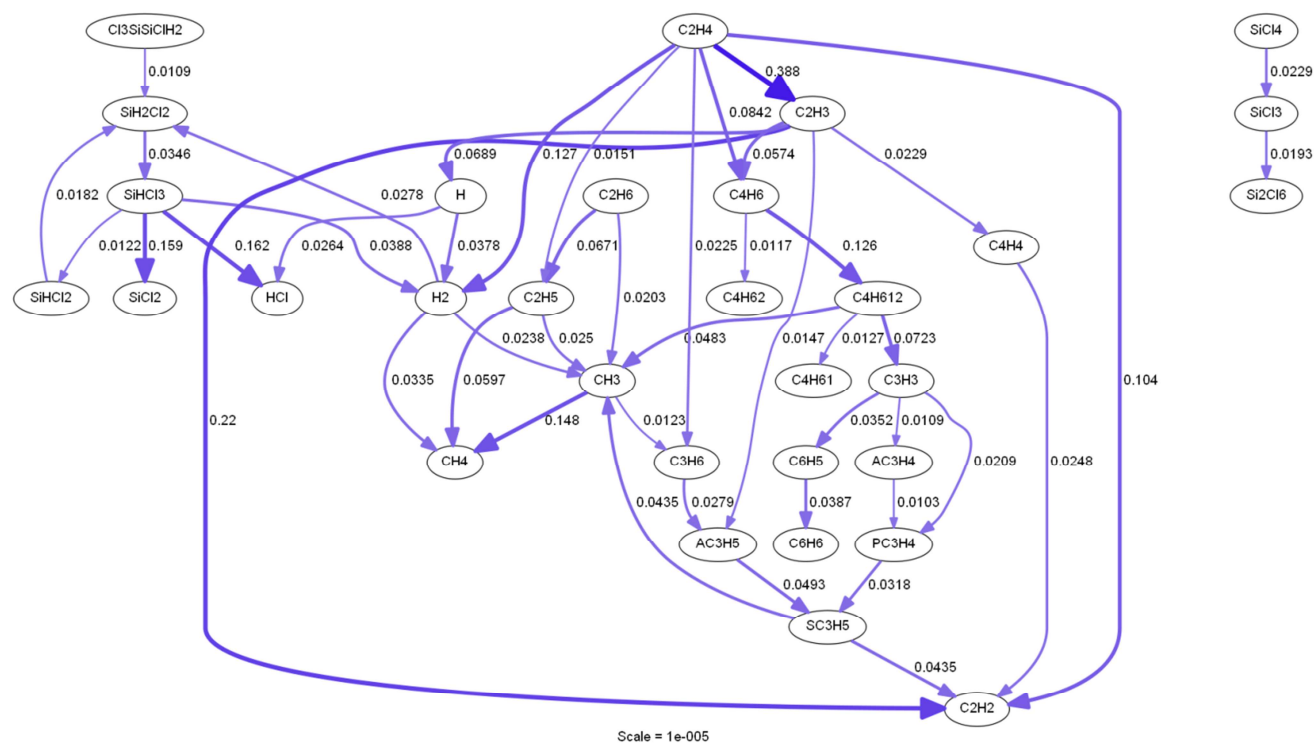 Cl3SiSiClH2 C2H4 SiCl4
0.0109 0.388 0.0229
SiH2Cl2 C2H3 SiCl3
0.0842
0.0346 0.0689 0.127 0.0151 0.0574 0.0229 0.0193
0.0182 SiHCl3 0.0278 H C2H6 C4H6 Si2Cl6
0.0122 0.159 0.162 0.0264 0.0388 0.0378 0.0671 0.0225 0.0117 0.126 C4H4
SiHCl2 SiCl2 HCl H2 C2H5 0.0203 C4H62 C4H612
0.0238 0.025 0.0483 0.0147 0.0127 0.0723
0.0335 0.0597 CH3 C4H61 C3H3 0.104
0.22 0.148 0.0123 0.0352 0.0109
CH4 C3H6 C6H5 AC3H4 0.0209 0.0248
0.0435 0.0279 0.0387 0.0103
AC3H5 C6H6 PC3H4
0.0493 0.0318
SC3H5
0.0435
C2H2
Scale = 1e-005